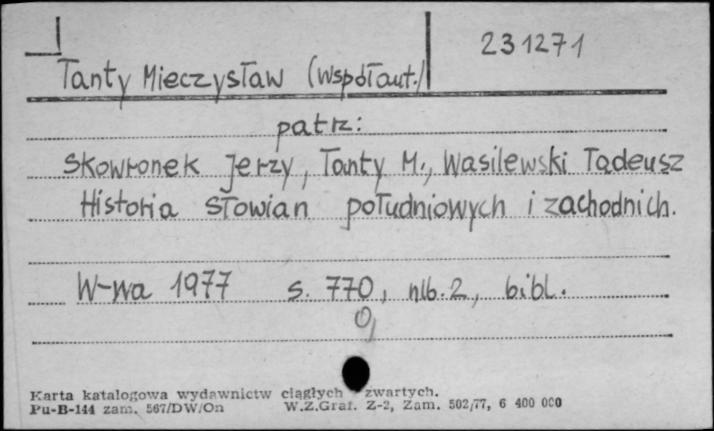 231271
Tanty Mieczysław (współaut.)
patrz:
Skowronek Jerzy, Tanty M., Wasilewski Tadeusz
Historia Słowian południowych i zachodnich.
W-wa 1977 s. 770, nlb. 2, bibl.
Karta katalogowa wydawnictw ciągłych zwartych.
Pu-B-144 zam. 567/DW/On W.Z.Graf. Z-2, Zam. 502/77, 6 400 000